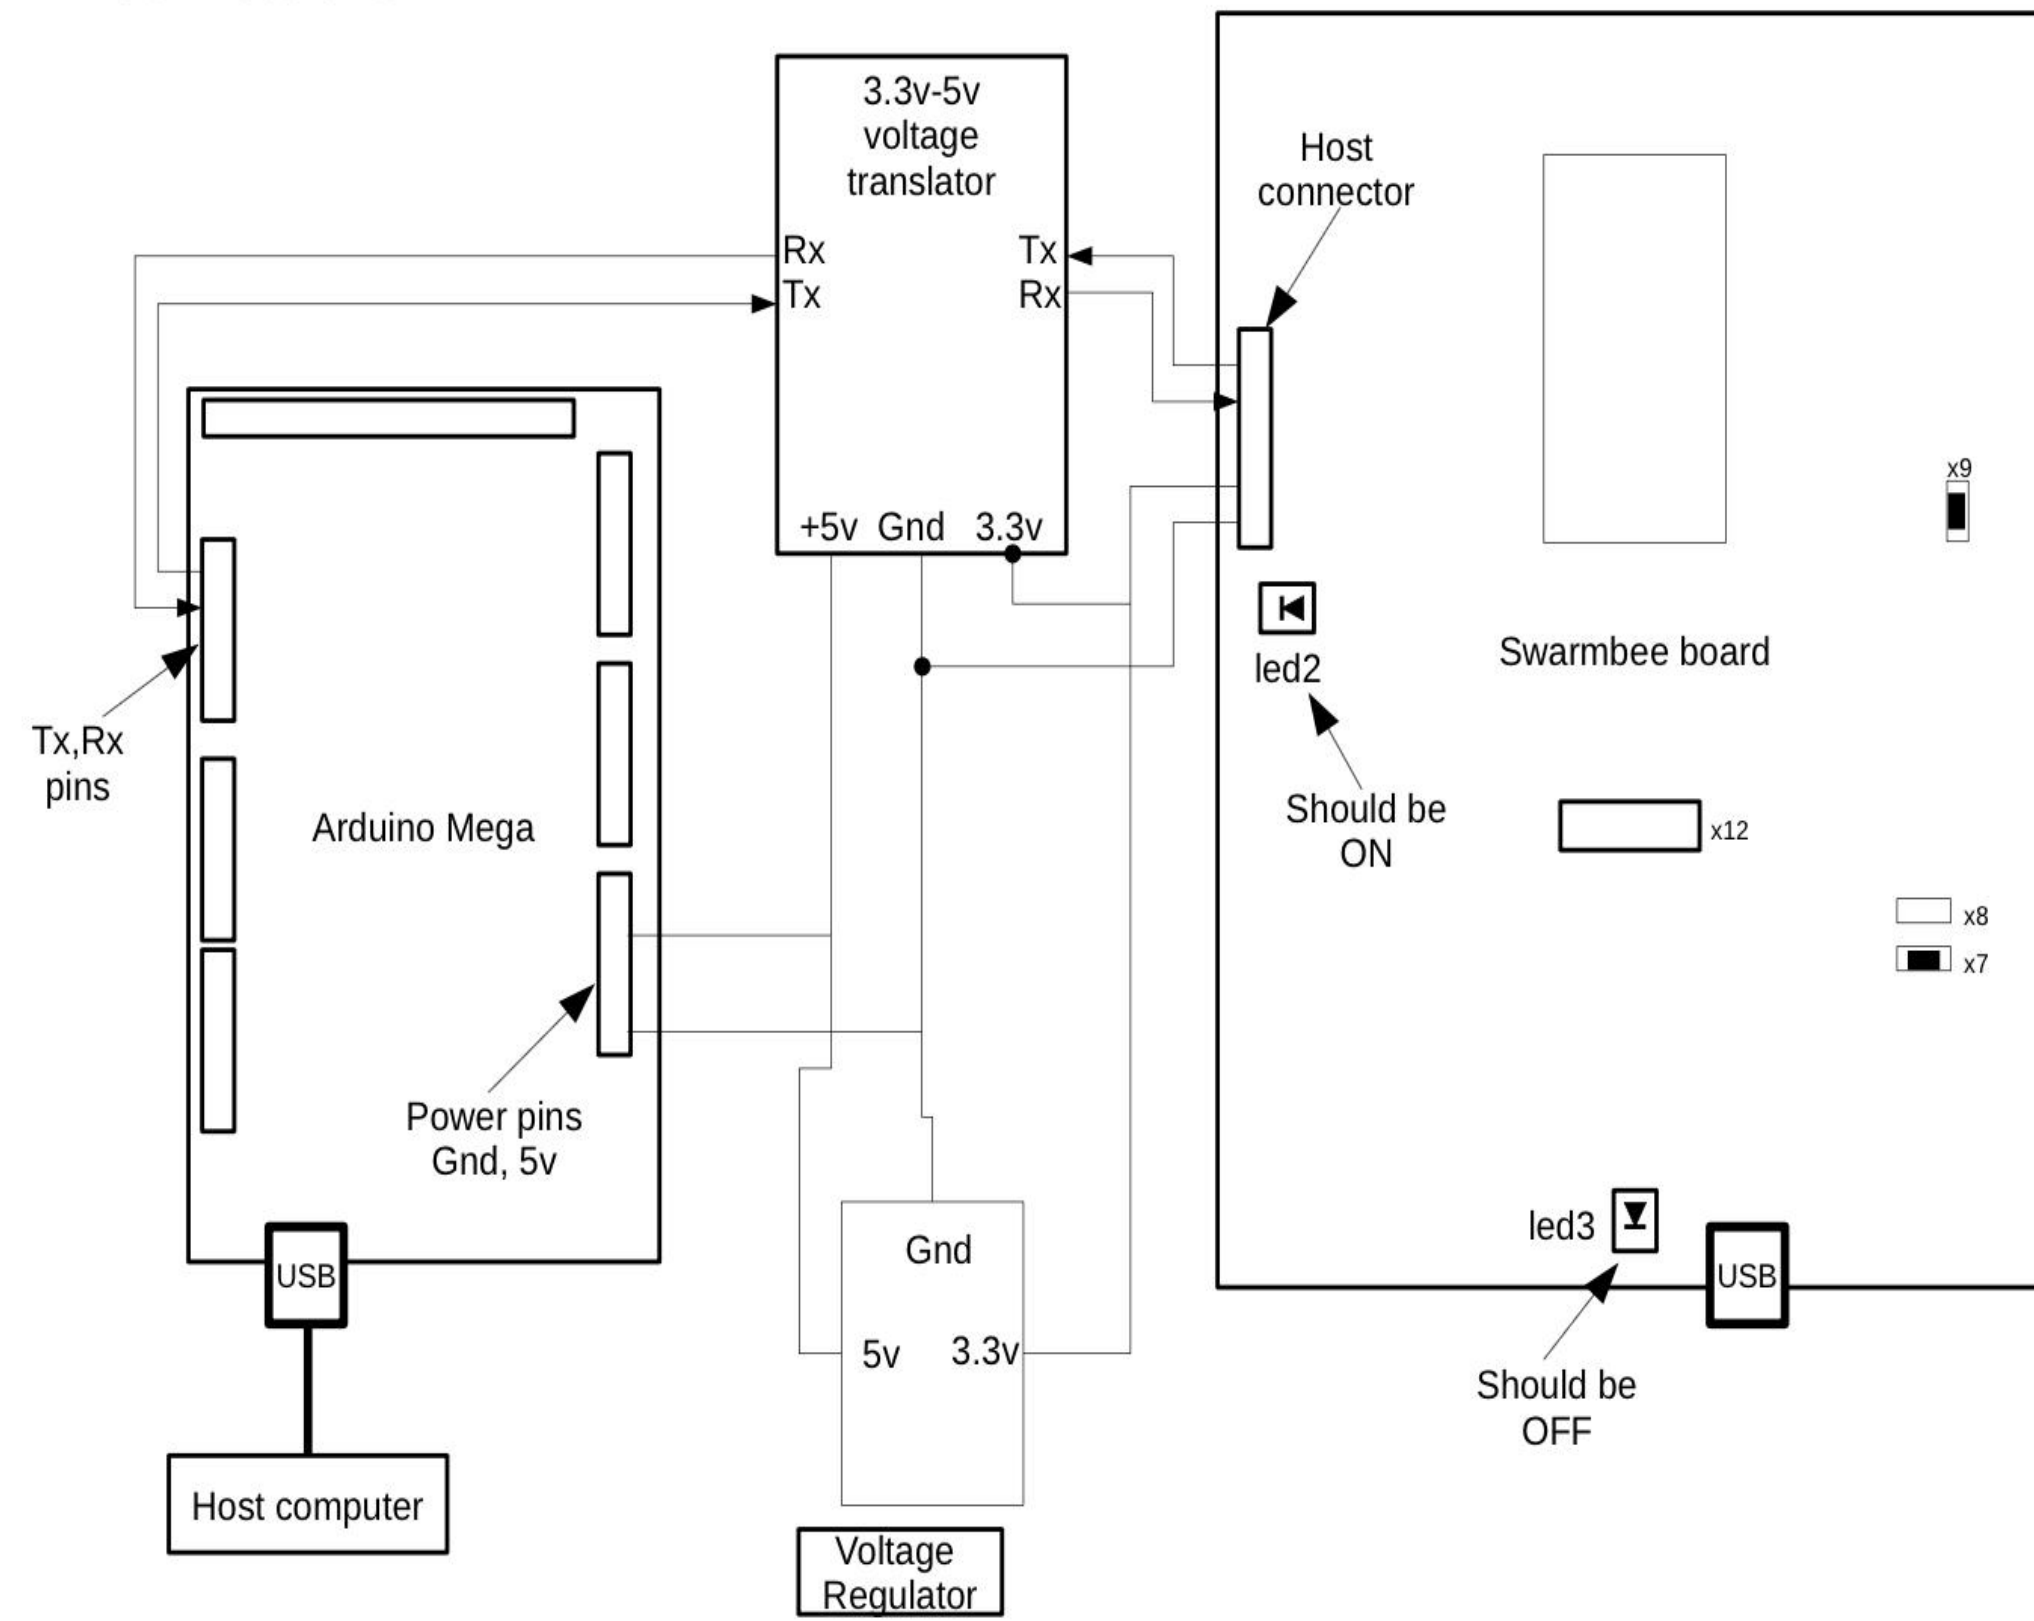 3.3v-5v
voltage
translator
Host
connector
Rx
Tx
Tx
Rx
x9
+5v Gnd 3.3v
Swarmbee board
led2
Tx,Rx
pins
Should be
ON
Arduino Mega
x12
x8
x7
Power pins
Gnd, 5v
led3
Gnd
USB
USB
5v
3.3v
Should be
OFF
Host computer
Voltage
Regulator